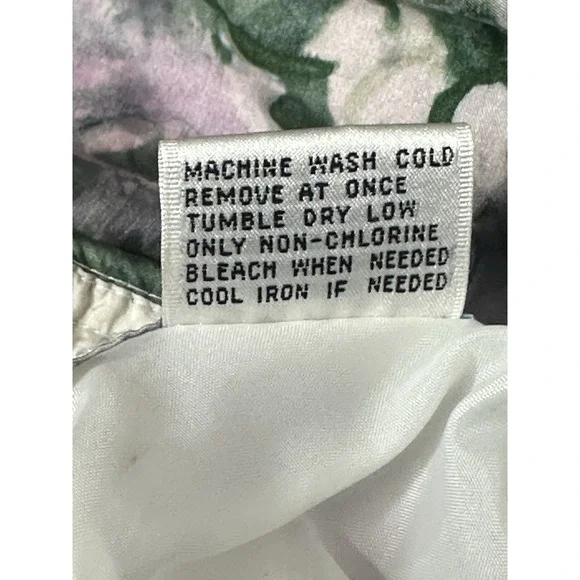 MACHINE WASH COLD
REMOVE AT ONCE
TUMBLE DRY LOW
ONLY NON-CHLORINE
BLEACH WHEN NEEDED
COOL IRON IF NEEDED